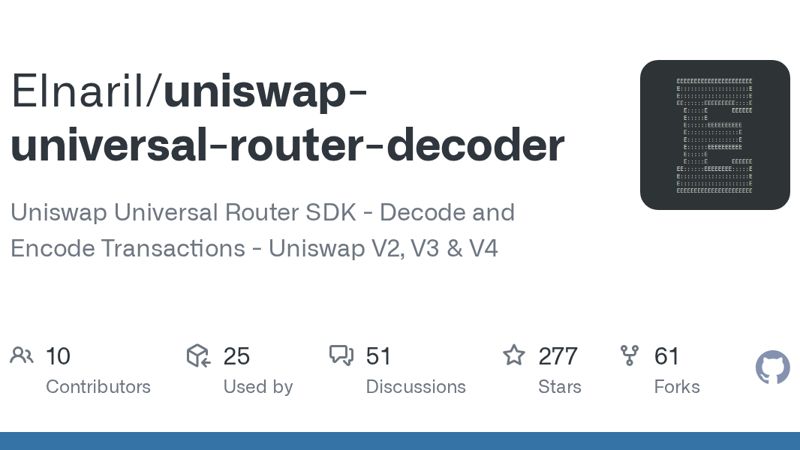 Elnaril/uniswap-
universal-router-decoder
Uniswap Universal Router SDK - Decode and
Encode Transactions - Uniswap V2, V3 & V4
10
Contributors
25
Used by
51
Discussions
277
Stars
61
Forks